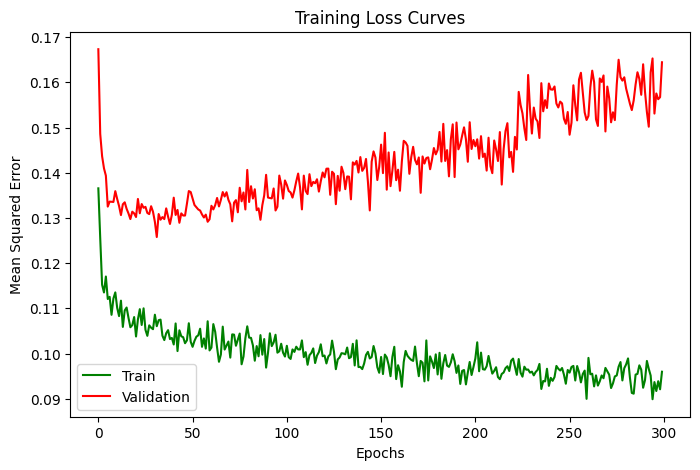 Training Loss Curves
0.17
0.16
0.15
0.14
0.13
0.12
0.11
0.10
0.09
Mean Squared Error
Train
Validation
0 50 100 150 200 250 300
Epochs